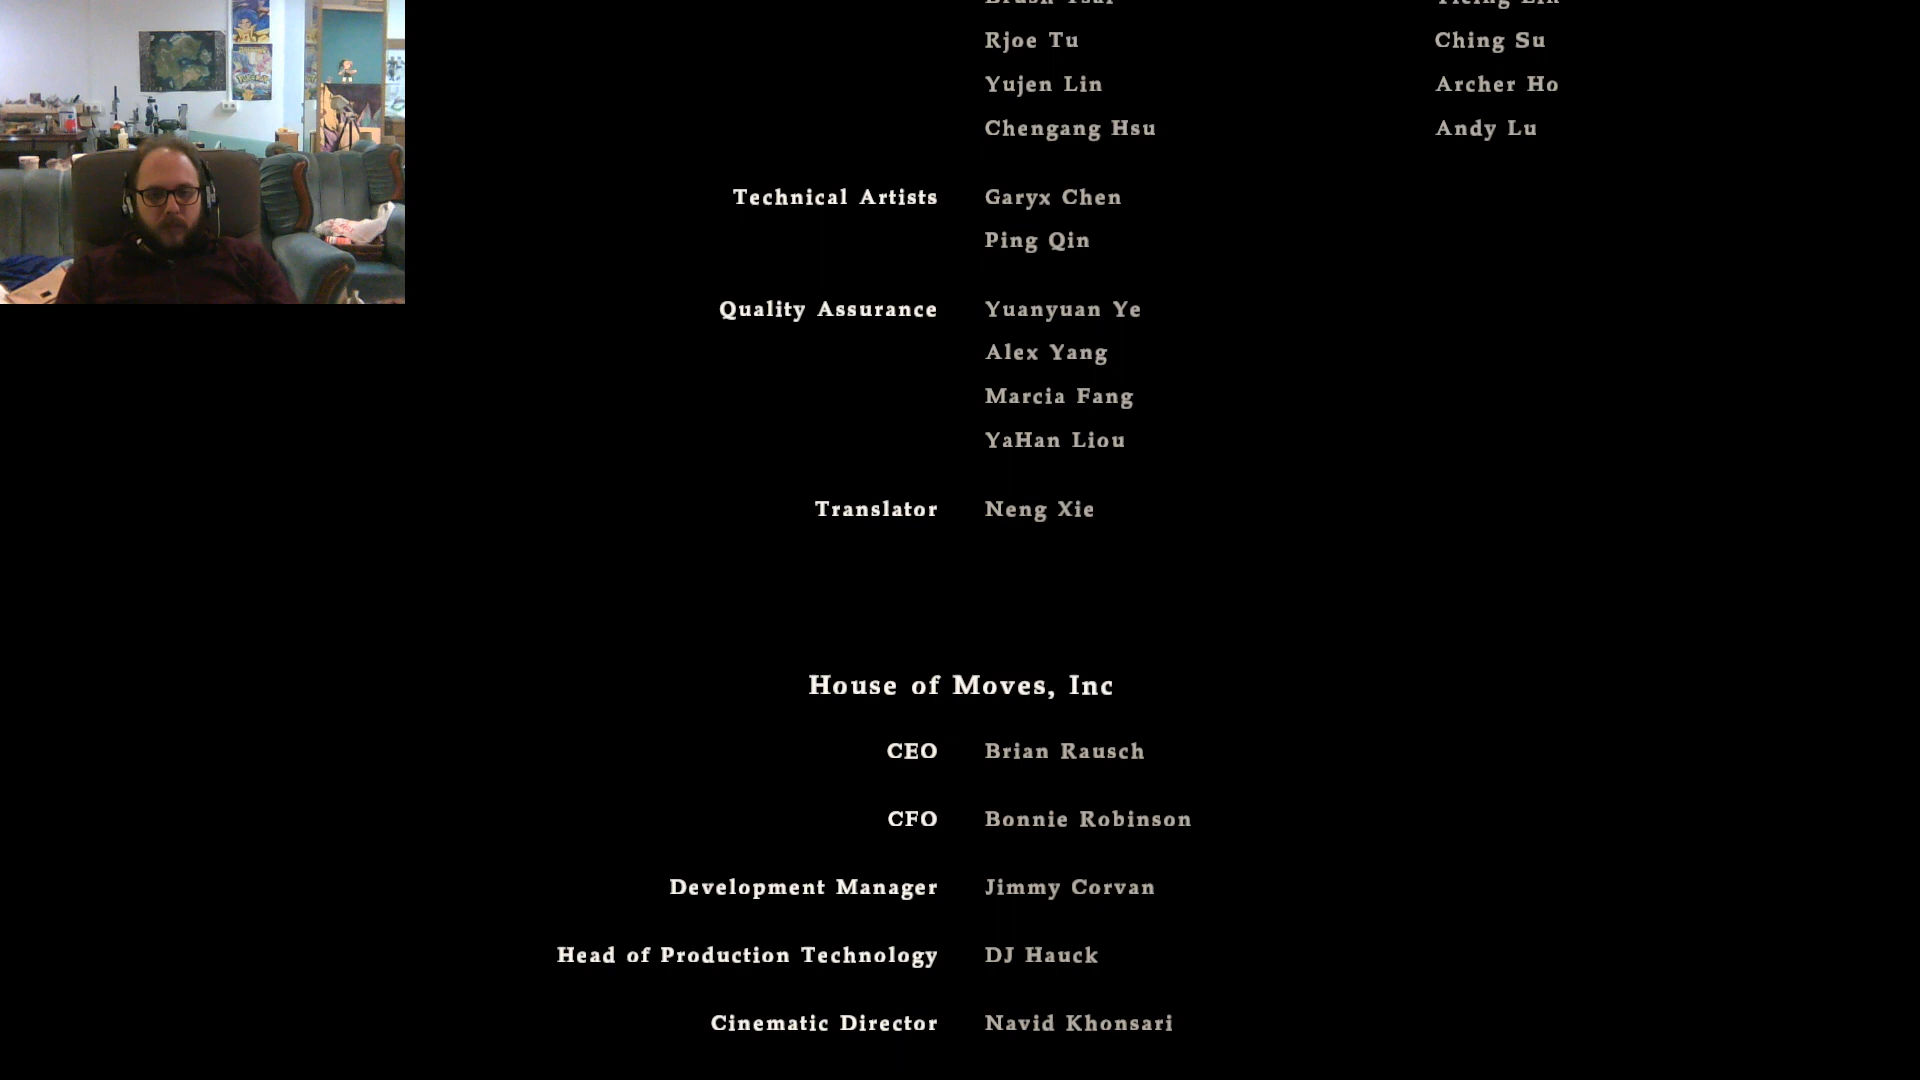 Rjoe Tu Ching Su
Yujen Lin Archer Ho
Chengang Hsu Andy Lu
Technical Artists Garyx Chen
Ping Qin
Quality Assurance Yuanyuan Ye
Alex Yang
Marcia Fang
YaHan Liou
Translator Neng Xie
House of Moves, Inc
CEO Brian Rausch
CFO Bonnie Robinson
Development Manager Jimmy Corvan
Head of Production Technology DJ Hauck
Cinematic Director Navid Khonsari